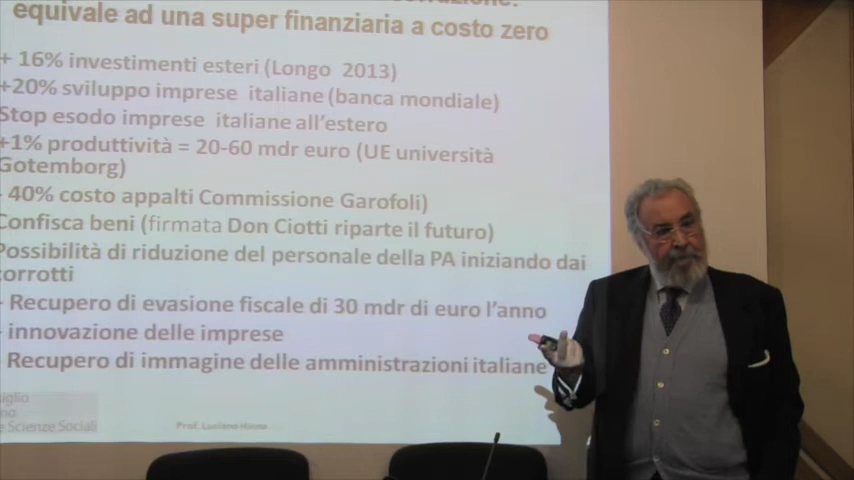 equivale ad una super finanziaria a costo zero
+ 16% investimenti esteri (Longo 2013)
+20% sviluppo imprese italiane (banca mondiale)
Stop esodo imprese italiane all'estero
+1% produttività = 20-60 mdr euro (UE università
Gotemborg)
- 40% costo appalti Commissione Garofoli)
Confisca beni (firmata Don Ciotti riparte il futuro)
Possibilità di riduzione del personale della PA iniziando dai
corrotti
- Recupero di evasione fiscale di 30 mdr di euro l'anno
- innovazione delle imprese
Recupero di immagine delle amministrazioni italiane
uglio
no
e Scienze Sociali
Prof. Luciano